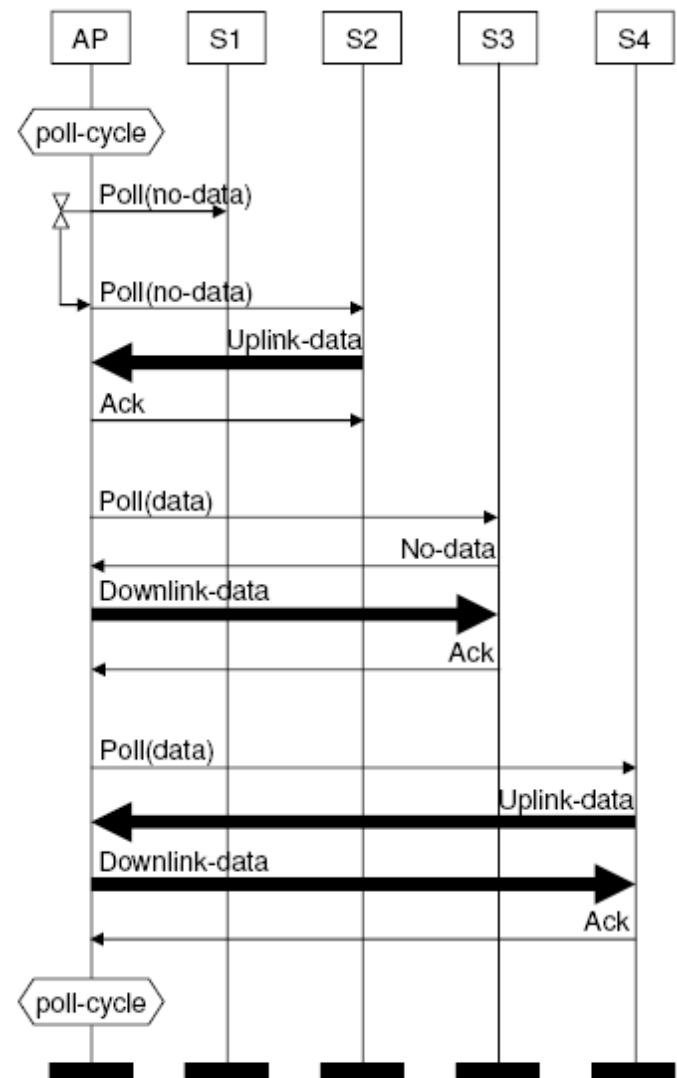 AP S1 S2 S3 S4
poll-cycle
Poll(no-data)
Poll(no-data)
Uplink-data
Ack
Poll(data)
No-data
Downlink-data
Ack
Poll(data)
Uplink-data
Downlink-data
Ack
poll-cycle